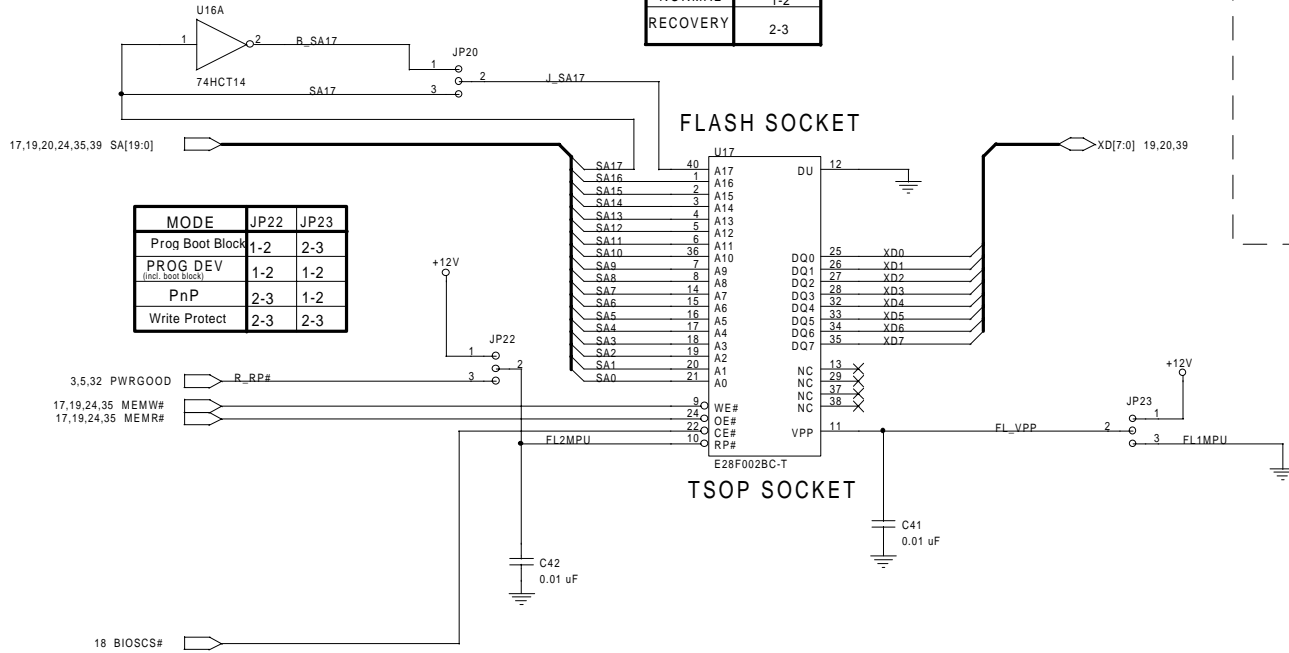 U16A
NORMAL 1-2
RECOVERY 2-3
1 2 B_SA17
JP20
74HCT14
1
2 J_SA17
SA17 3
FLASH SOCKET
17,19,20,24,35,39 SA[19:0]
XD[7:0] 19,20,39
U17
SA17 40 A17 DU 12
SA16 1 A16
SA15 2 A15
SA14 3 A14
SA13 4 A13
SA12 5 A12
SA11 6 A11
SA10 36 A10
SA9 7 A9
SA8 8 A8
SA7 14 A7
SA6 15 A6
SA5 16 A5
SA4 17 A4
SA3 18 A3
SA2 19 A2
SA1 20 A1
SA0 21 A0
DQ0 25 XD0
DQ1 26 XD1
DQ2 27 XD2
DQ3 28 XD3
DQ4 32 XD4
DQ5 33 XD5
DQ6 34 XD6
DQ7 35 XD7
NC 13
NC 29
NC 37
NC 38
MODE JP22 JP23
Prog Boot Block 1-2 2-3
PROG DEV 1-2 1-2
(incl. boot block)
PnP 2-3 1-2
Write Protect 2-3 2-3
+12V
JP22
1
2
3
3,5,32 PWRGOOD R_RP#
17,19,24,35 MEMW#
17,19,24,35 MEMR#
9 WE#
24 OE#
22 CE#
10 RP#
FL2MPU
VPP 11
FL_VPP
+12V
JP23
1
2
3 FL1MPU
E28F002BC-T
TSOP SOCKET
C41
0.01 uF
C42
0.01 uF
18 BIOSCS#